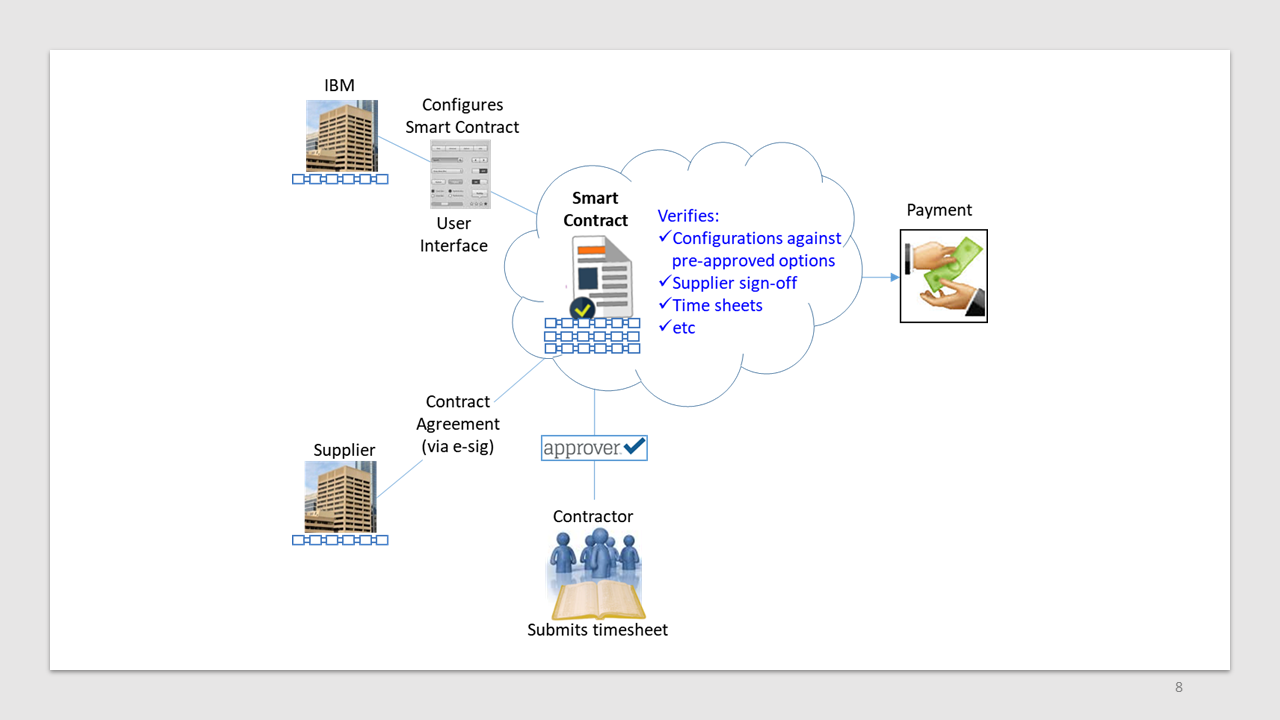 IBM
Configures
Smart Contract
User
Interface
Smart
Contract
Verifies:
✓Configurations against
pre-approved options
✓Supplier sign-off
✓Time sheets
✓etc
Payment
Contract
Agreement
(via e-sig)
Supplier
approver
Contractor
Submits timesheet
8